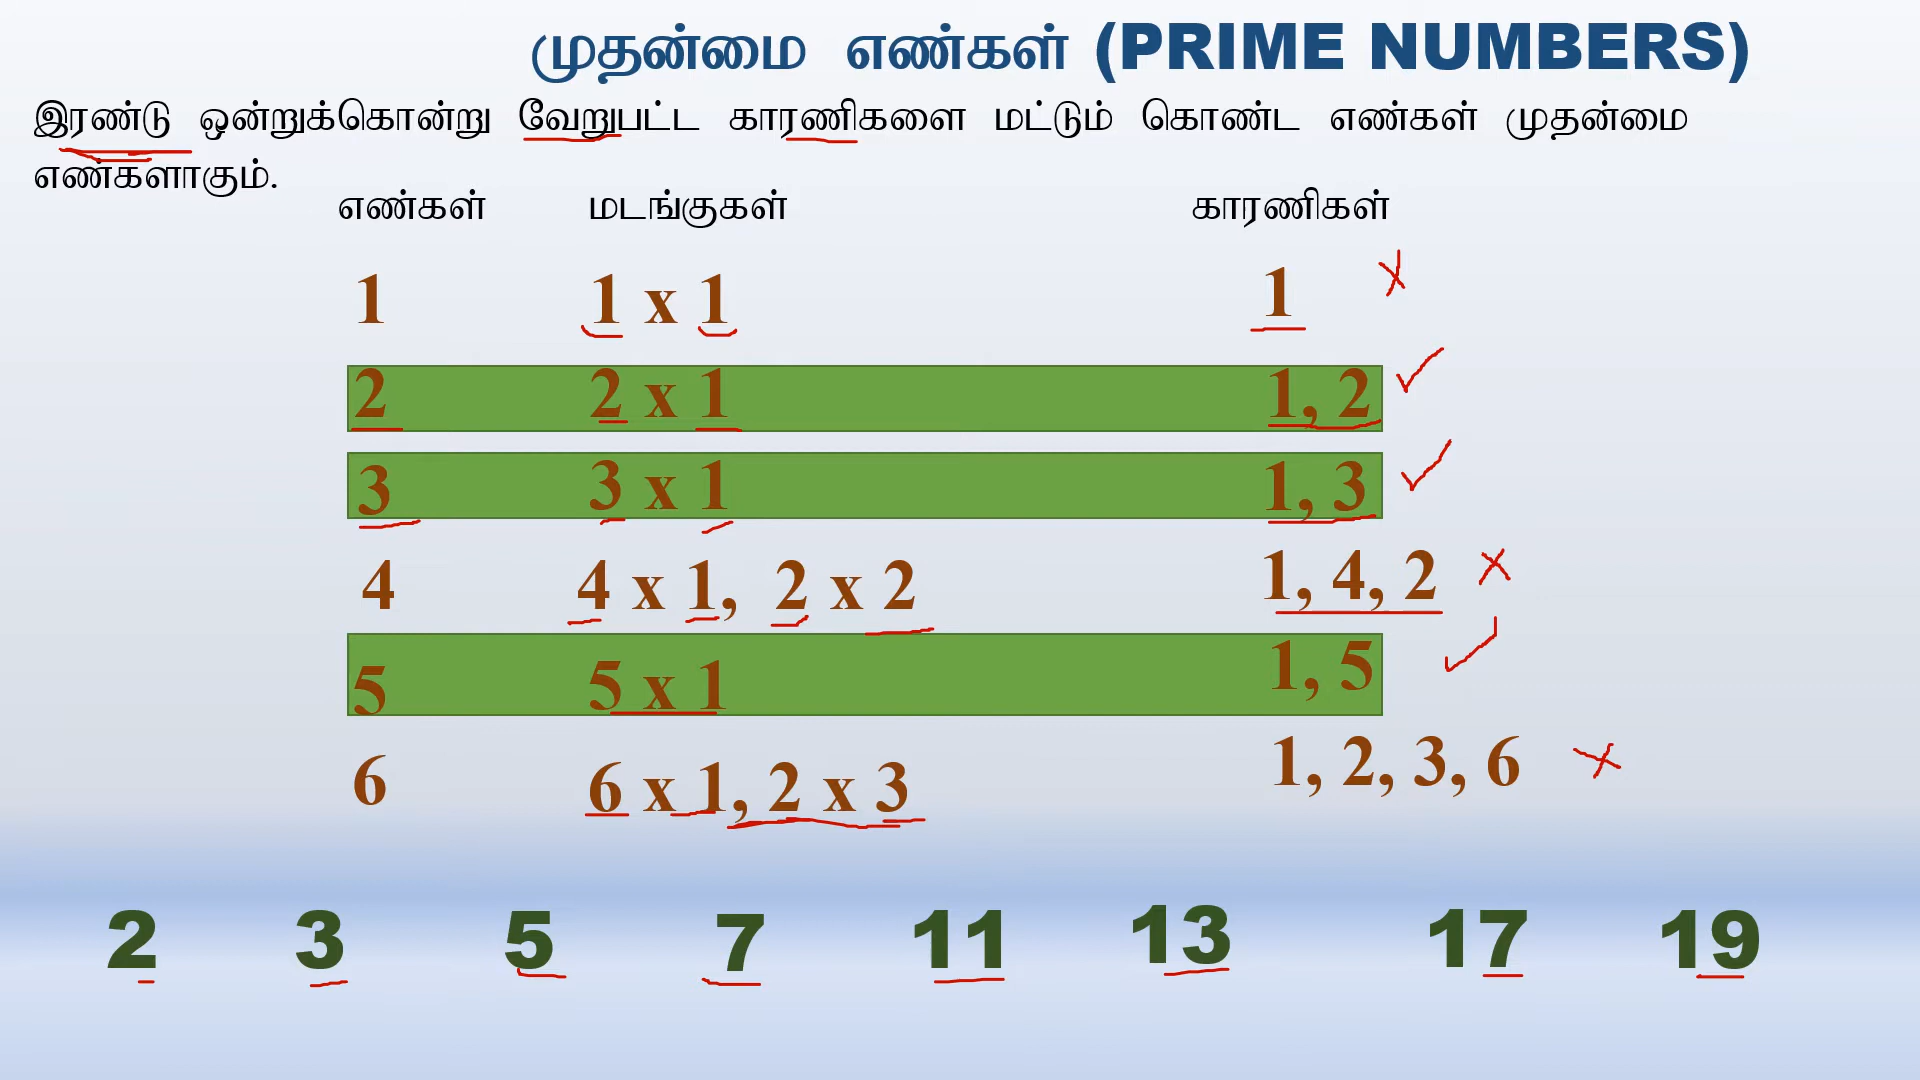 முதன்மை எண்கள் (PRIME NUMBERS)
இரண்டு ஒன்றுக்கொன்று வேறுபட்ட காரணிகளை மட்டும் கொண்ட எண்கள் முதன்மை
எண்களாகும்.
எண்கள் மடங்குகள் காரணிகள்
1 1 x 1 1
2 2 x 1 1, 2
3 3 x 1 1, 3
4 4 x 1, 2 x 2 1, 4, 2
5 5 x 1 1, 5
6 6 x 1, 2 x 3 1, 2, 3, 6
2 3 5 7 11 13 17 19